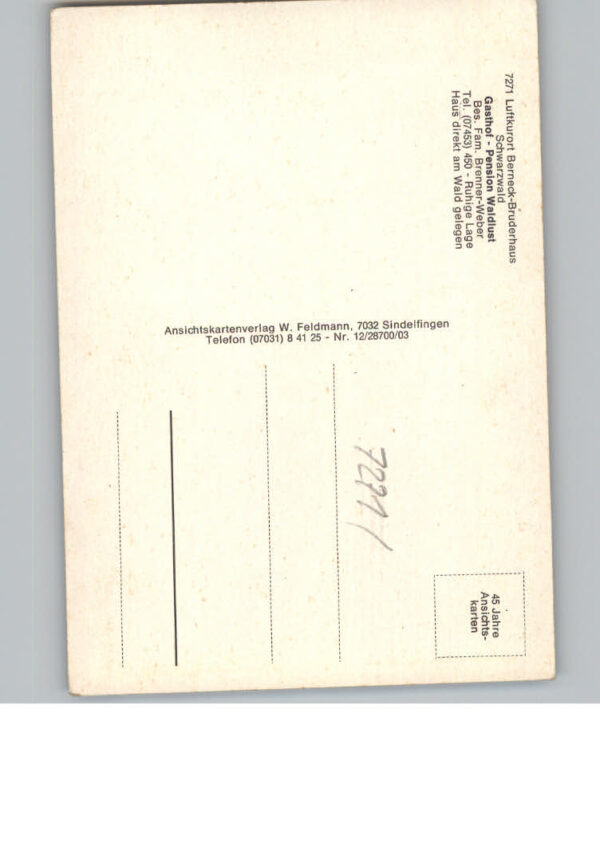 7271 Luftkurort Berneck-Bruderhaus
Schwarzwald
Gasthof - Pension Waldlust
Bes. Fam. Brenner-Weber
Tel. (07453) 450 - Ruhige Lage
Haus direkt am Wald gelegen
Ansichtskartenverlag W. Feldmann, 7032 Sindelfingen
Telefon (07031) 8 41 25 - Nr. 12/28700/03
7271/
45 Jahre
Ansichts-
karten